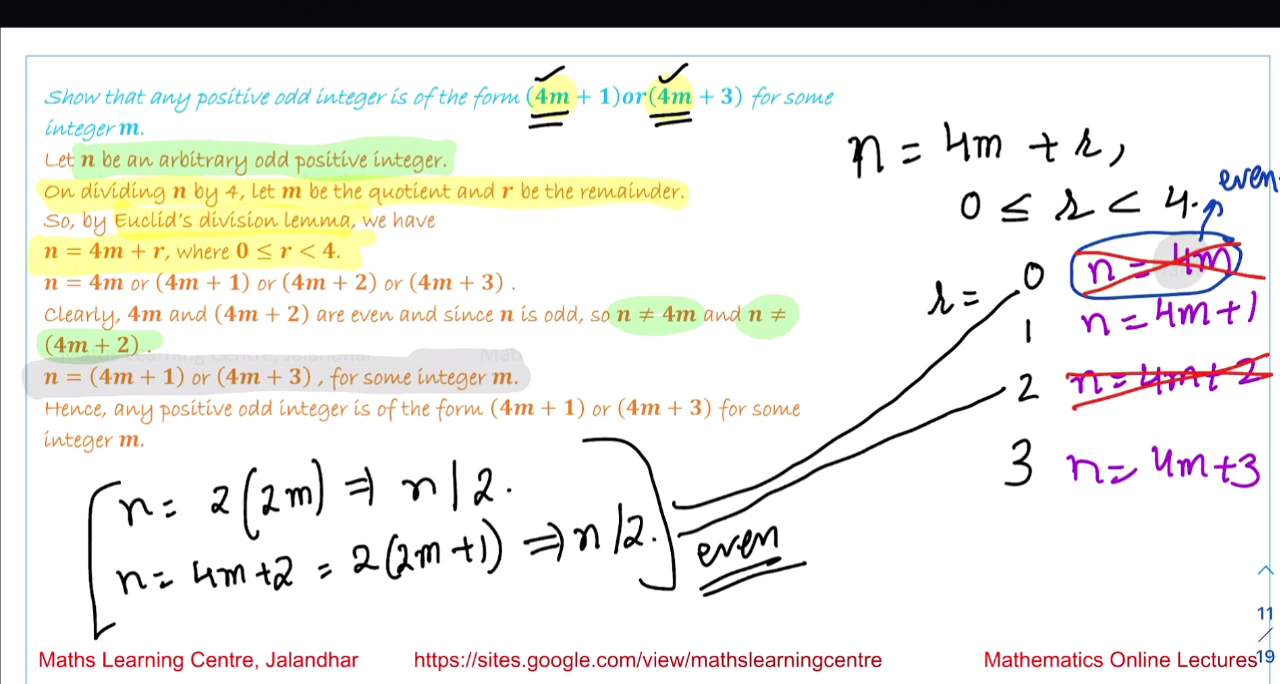 Show that any positive odd integer is of the form (4m + 1)or(4m + 3) for some
integer m.
Let n be an arbitrary odd positive integer.
On dividing n by 4, let m be the quotient and r be the remainder.
So, by Euclid's division lemma, we have
n = 4m + r, where 0 ≤ r < 4.
n = 4m or (4m + 1) or (4m + 2) or (4m + 3) .
Clearly, 4m and (4m + 2) are even and since n is odd, so n ≠ 4m and n ≠
(4m + 2) .
n = (4m + 1) or (4m + 3) , for some integer m.
Hence, any positive odd integer is of the form (4m + 1) or (4m + 3) for some
integer m.
n = 4m + r,
0 ≤ r < 4.
even
r = 0 n = 4m
1 n = 4m+1
2 n = 4m+2
3 n = 4m+3
n = 2(2m) ⇒ n/2.
n = 4m+2 = 2(2m+1) ⇒ n/2.
even
11
/
19
Maths Learning Centre, Jalandhar https://sites.google.com/view/mathslearningcentre Mathematics Online Lectures